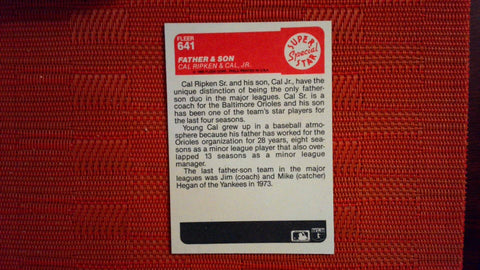 FLEER
641
FATHER & SON
CAL RIPKEN & CAL, JR.
SUPER
Special
STAR
Cal Ripken Sr. and his son, Cal Jr., have the
unique distinction of being the only father-
son duo in the major leagues. Cal Sr. is a
coach for the Baltimore Orioles and his son
has been one of the team's star players for
the last four seasons.
Young Cal grew up in a baseball atmo-
sphere because his father has worked for the
Orioles organization for 28 years, eight sea-
sons as a minor league player that also over-
lapped 13 seasons as a minor league
manager.
The last father-son team in the major
leagues was Jim (coach) and Mike (catcher)
Hegan of the Yankees in 1973.